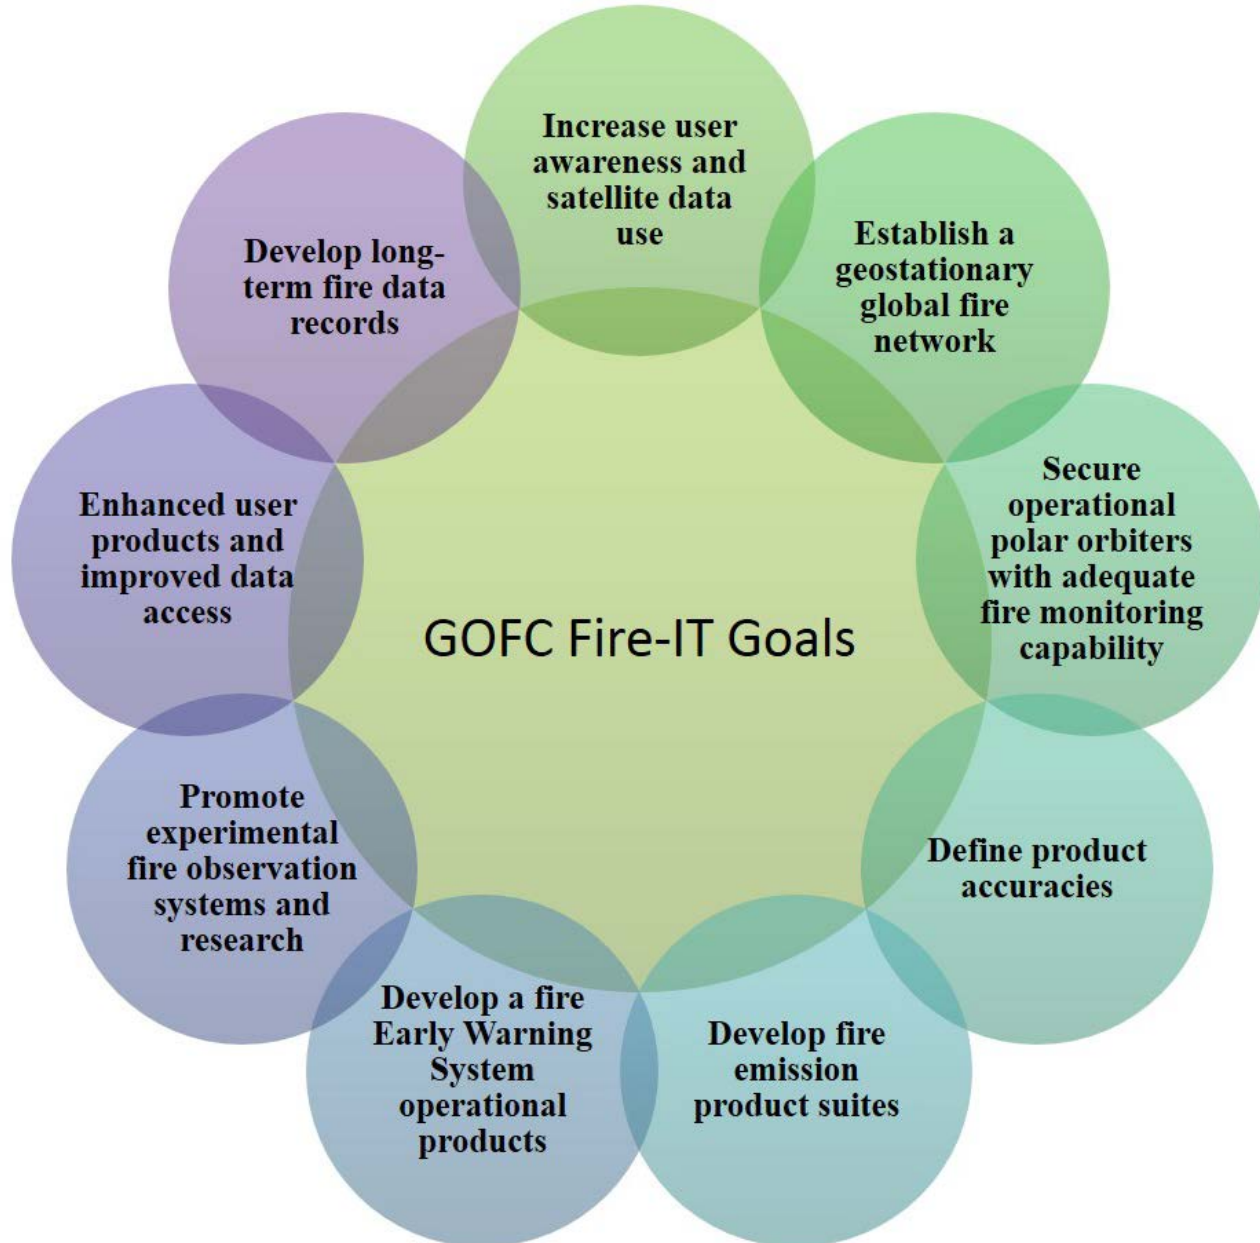 Increase user
awareness and
satellite data
use
Establish a
geostationary
global fire
network
Secure
operational
polar orbiters
with adequate
fire monitoring
capability
Define product
accuracies
Develop fire
emission
product suites
Develop a fire
Early Warning
System
operational
products
Promote
experimental
fire observation
systems and
research
Enhanced user
products and
improved data
access
Develop long-
term fire data
records
GOFC Fire-IT Goals